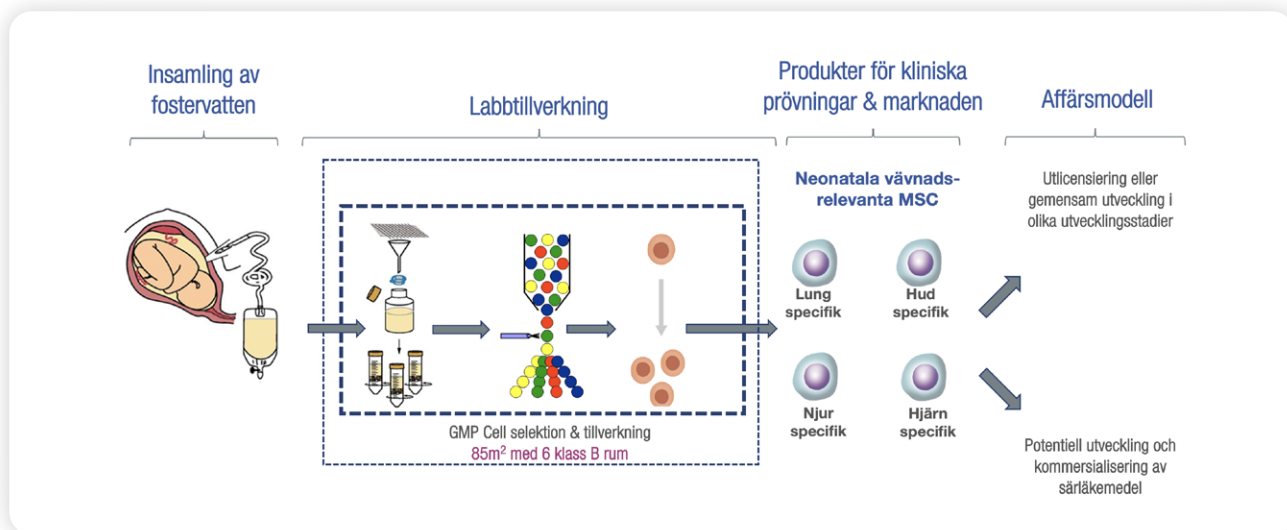 Insamling av
fostervatten
Labbtillverkning
Produkter för kliniska
prövningar & marknaden
Affärsmodell
Neonatala vävnads-
relevanta MSC
Lung
specifik
Hud
specifik
Njur
specifik
Hjärn
specifik
GMP Cell selektion & tillverkning
85m² med 6 klass B rum
Utlicensiering eller
gemensam utveckling i
olika utvecklingsstadier
Potentiell utveckling och
kommersialisering av
särläkemedel